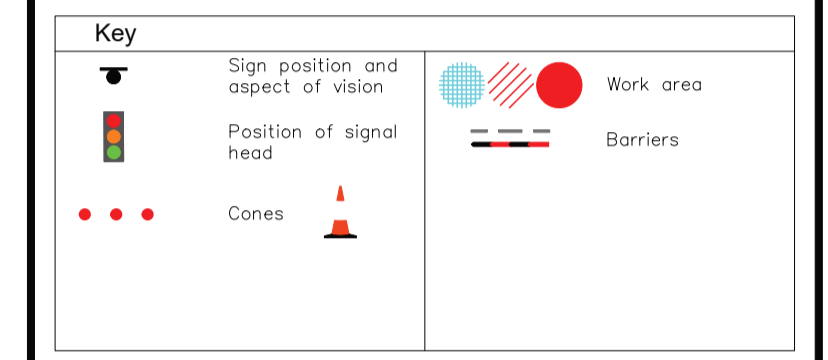 Key
Sign position and
aspect of vision
Position of signal
head
Cones
Work area
Barriers